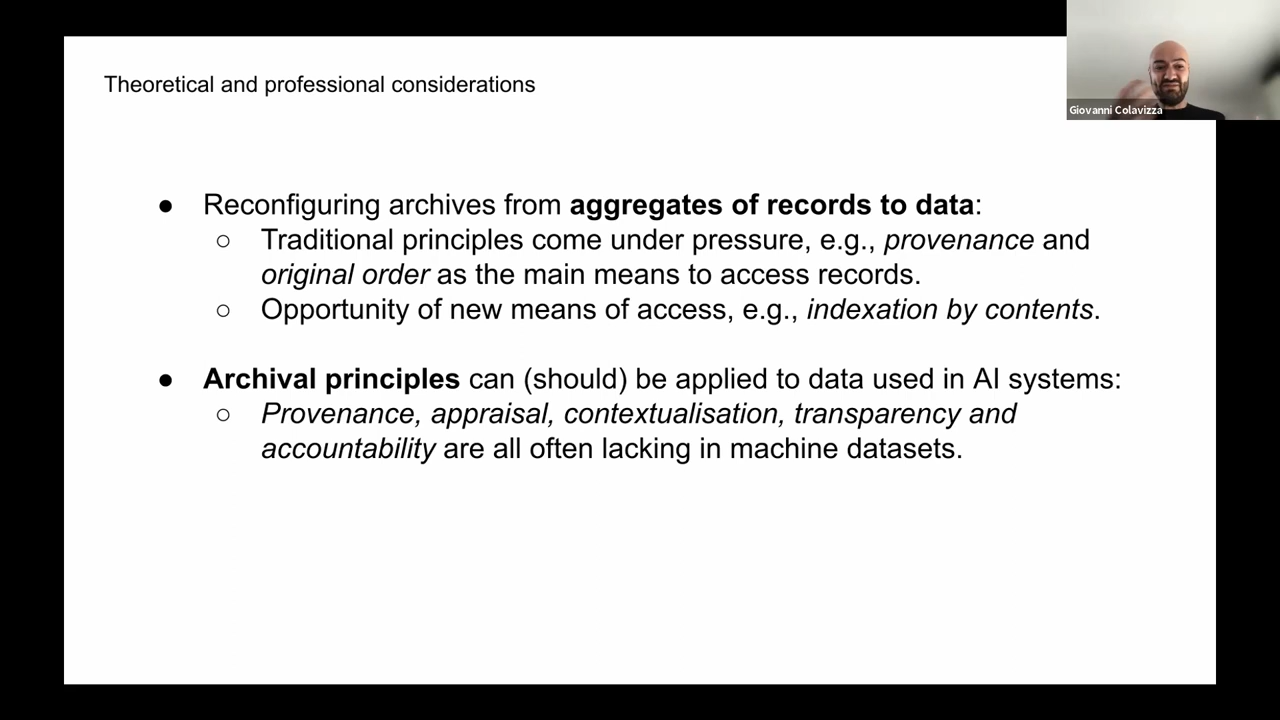 Theoretical and professional considerations
Giovanni Colavizza
● Reconfiguring archives from aggregates of records to data:
○ Traditional principles come under pressure, e.g., provenance and
original order as the main means to access records.
○ Opportunity of new means of access, e.g., indexation by contents.
● Archival principles can (should) be applied to data used in AI systems:
○ Provenance, appraisal, contextualisation, transparency and
accountability are all often lacking in machine datasets.